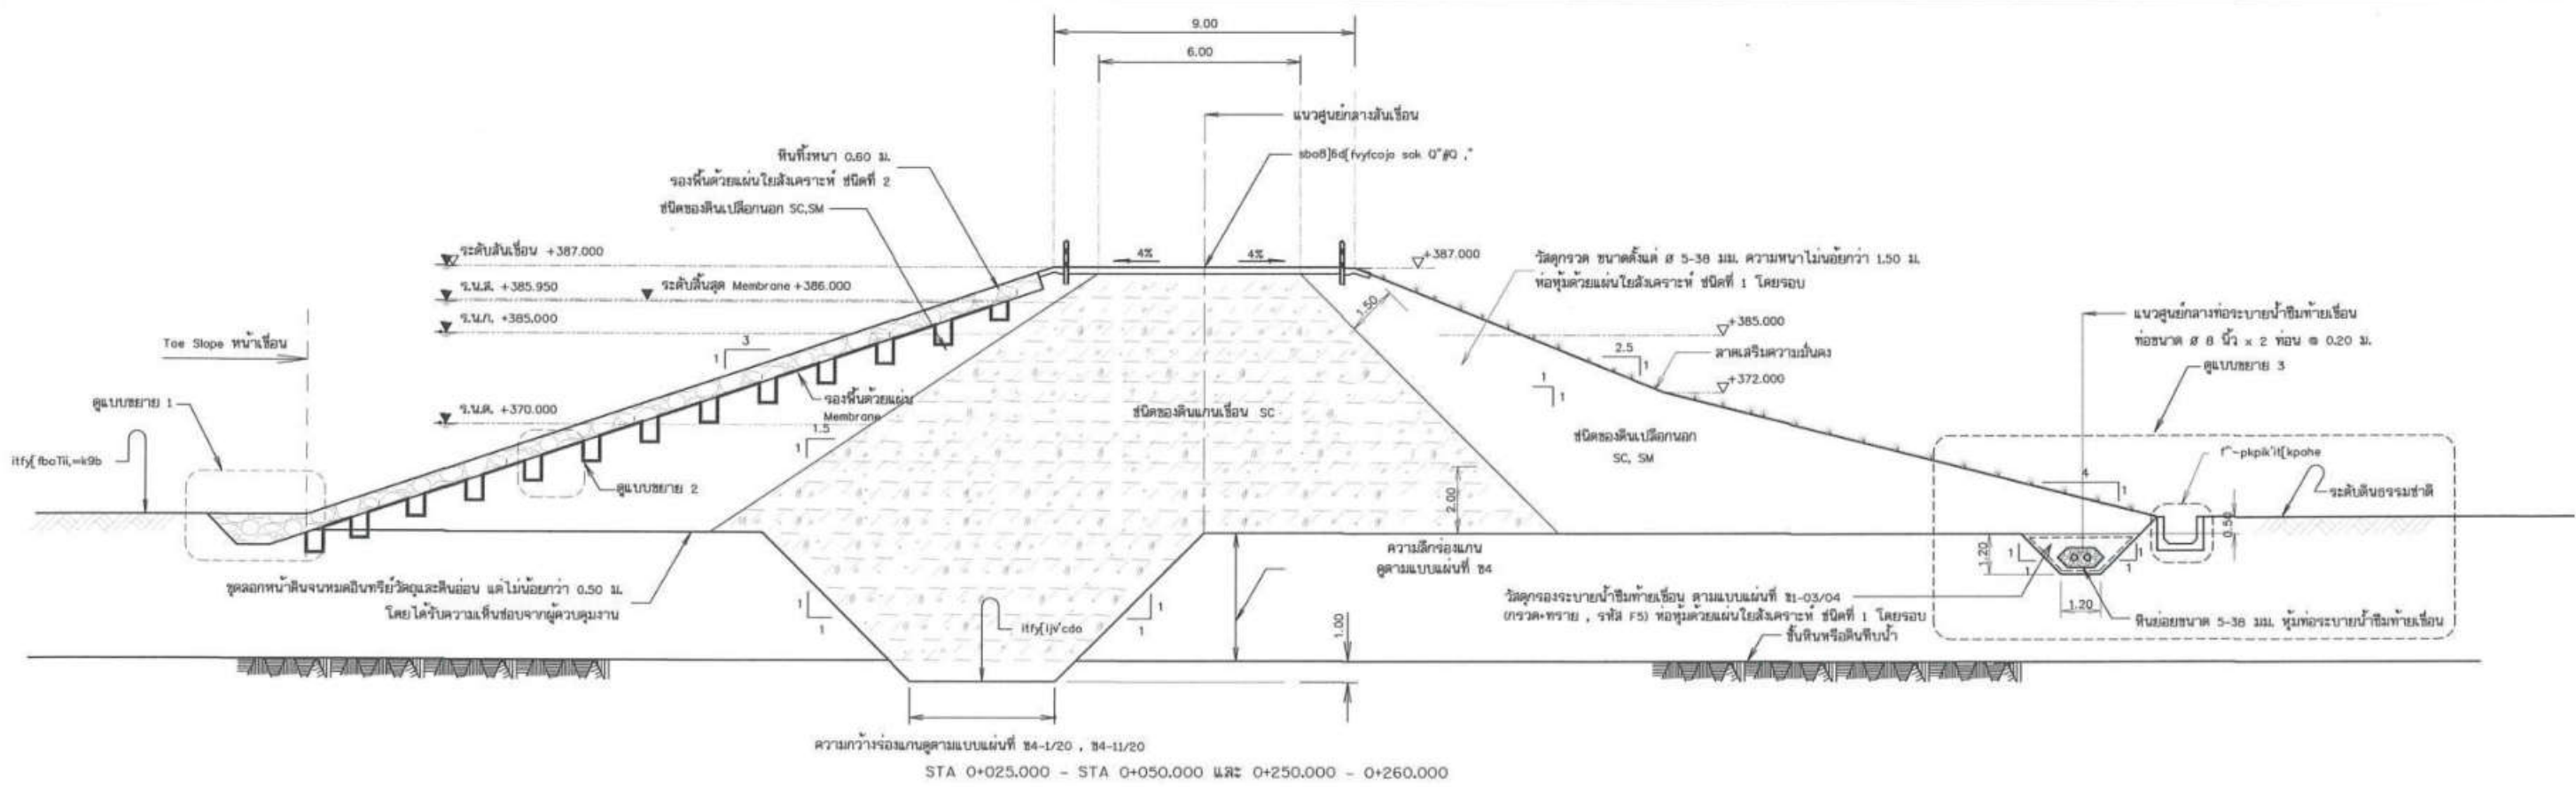 9.00
6.00
แนวศูนย์กลางสันเขื่อน
หินทิ้งหนา 0.60 ม.
รองพื้นด้วยแผ่นใยสังเคราะห์ ชนิดที่ 2
ชนิดของดินเปลือกนอก SC,SM
ระดับสันเขื่อน +387.000
4%
4%
+387.000
วัสดุกรวด ขนาดตั้งแต่ ø 5-38 มม. ความหนาไม่น้อยกว่า 1.50 ม.
ห่อหุ้มด้วยแผ่นใยสังเคราะห์ ชนิดที่ 1 โดยรอบ
ร.น.ส. +385.950
ระดับสิ้นสุด Membrane +386.000
1.50
ร.น.ก. +385.000
+385.000
แนวศูนย์กลางท่อระบายน้ำซึมท้ายเขื่อน
ท่อขนาด ø 8 นิ้ว x 2 ท่อน @ 0.20 ม.
Toe Slope หน้าเขื่อน
3
1
2.5
1
ลาดเสริมความมั่นคง
ดูแบบขยาย 3
+372.000
ดูแบบขยาย 1
รองพื้นด้วยแผ่น
Membrane
1
1
ร.น.ต. +370.000
ชนิดของดินแกนเขื่อน SC
1.5
1
ชนิดของดินเปลือกนอก
SC, SM
itfy[fboTii,=k9b
f^-pkpik'it[kpohe
4
1
ดูแบบขยาย 2
2.00
ระดับดินธรรมชาติ
0.50
ความลึกร่องแกน
ดูตามแบบแผ่นที่ ข4
1.20
1
1
1
1
ขุดลอกหน้าดินจนหมดอินทรีย์วัตถุและดินอ่อน แต่ไม่น้อยกว่า 0.50 ม.
โดยได้รับความเห็นชอบจากผู้ควบคุมงาน
1
1
itfy[ijv'cdo
1
1
1.00
วัสดุกรองระบายน้ำซึมท้ายเขื่อน ตามแบบแผ่นที่ ข1-03/04
(กรวด+ทราย , รหัส F5) ห่อหุ้มด้วยแผ่นใยสังเคราะห์ ชนิดที่ 1 โดยรอบ
1.20
หินย่อยขนาด 5-38 มม. หุ้มท่อระบายน้ำซึมท้ายเขื่อน
ชั้นหินหรือดินทึบน้ำ
ความกว้างร่องแกนดูตามแบบแผ่นที่ ข4-1/20 , ข4-11/20
STA 0+025.000 - STA 0+050.000 และ 0+250.000 - 0+260.000